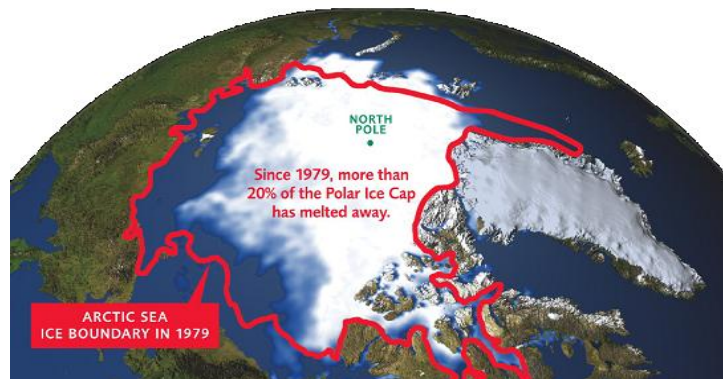 NORTH
POLE
Since 1979, more than
20% of the Polar Ice Cap
has melted away.
ARCTIC SEA
ICE BOUNDARY IN 1979